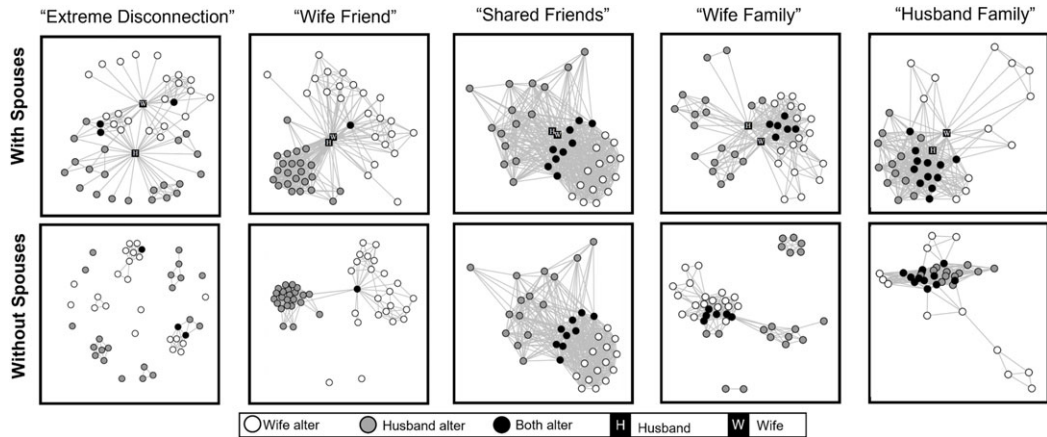 “Extreme Disconnection” “Wife Friend” “Shared Friends” “Wife Family” “Husband Family”
With Spouses
H W H W H W H W H W
Without Spouses
Wife alter Husband alter Both alter H Husband W Wife